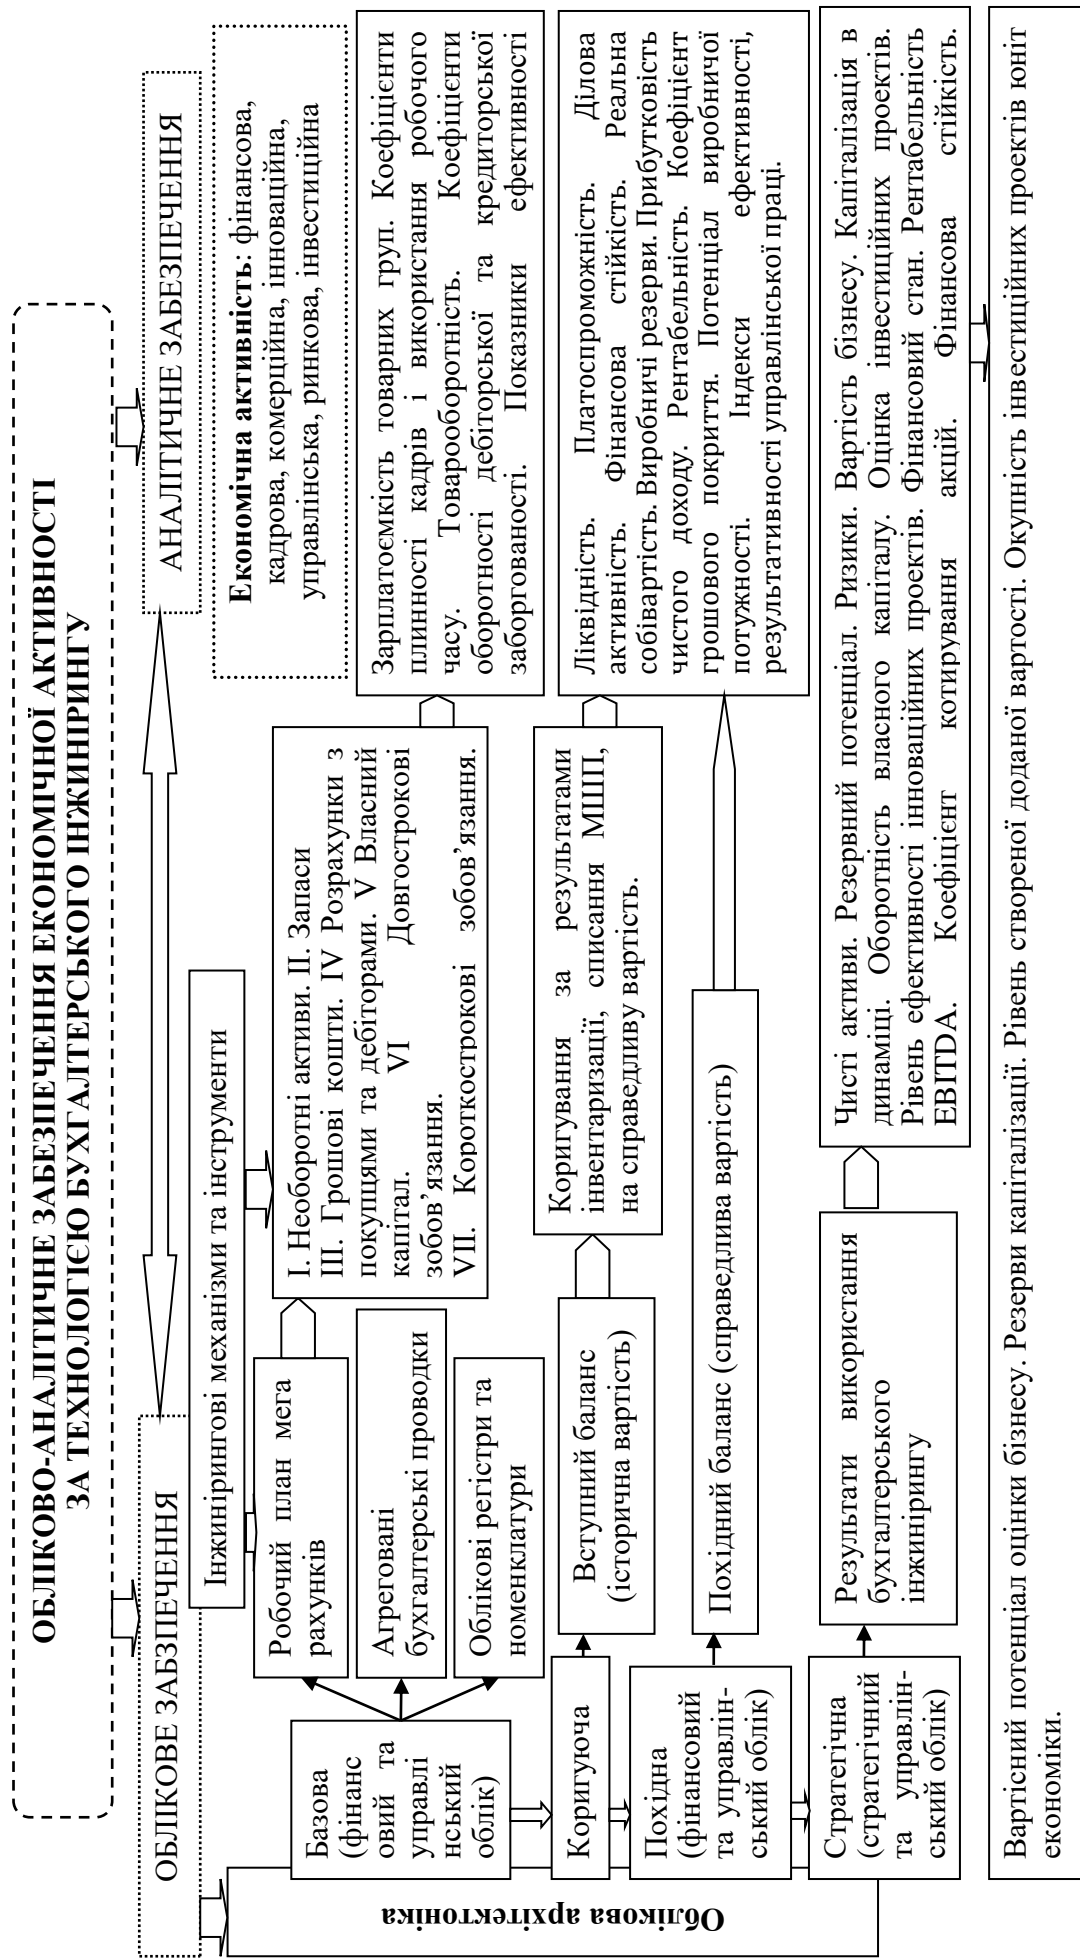 ОБЛІКОВО-АНАЛІТИЧНЕ ЗАБЕЗПЕЧЕННЯ ЕКОНОМІЧНОЇ АКТИВНОСТІ
ЗА ТЕХНОЛОГІЄЮ БУХГАЛТЕРСЬКОГО ІНЖИНІРИНГУ
ОБЛІКОВЕ ЗАБЗПЕЧЕННЯ
АНАЛІТИЧНЕ ЗАБЕЗПЕЧЕННЯ
Інжинірингові механізми та інструменти
Економічна активність: фінансова,
кадрова, комерційна, інноваційна,
управлінська, ринкова, інвестиційна
Облікова архітектоніка
Базова
(фінанс
овий та
управлі
нський
облік)
Робочий план мега
рахунків
Агреговані
бухгалтерські проводки
Облікові регістри та
номенклатури
I. Необоротні активи. II. Запаси
III. Грошові кошти. IV Розрахунки з
покупцями та дебіторами. V Власний
капітал. VI Довгострокові
зобов’язання.
VII. Короткострокові зобов’язання.
Зарплатоємкість товарних груп. Коефіцієнти
плинності кадрів і використання робочого
часу. Товарооборотність. Коефіцієнти
оборотності дебіторської та кредиторської
заборгованості. Показники ефективності
Коригуюча
Вступний баланс
(історична вартість)
Коригування за результатами
інвентаризації, списання МШП,
на справедливу вартість.
Ліквідність. Платоспроможність. Ділова
активність. Фінансова стійкість. Реальна
собівартість. Виробничі резерви. Прибутковість
чистого доходу. Рентабельність. Коефіцієнт
грошового покриття. Потенціал виробничої
потужності. Індекси ефективності,
результативності управлінської праці.
Похідна
(фінансовий
та управлін-
ський облік)
Похідний баланс (справедлива вартість)
Стратегічна
(стратегічний
та управлін-
ський облік)
Результати використання
бухгалтерського
інжинірингу
Чисті активи. Резервний потенціал. Ризики. Вартість бізнесу. Капіталізація в
динаміці. Оборотність власного капіталу. Оцінка інвестиційних проектів.
Рівень ефективності інноваційних проектів. Фінансовий стан. Рентабельність
EBITDA. Коефіцієнт котирування акцій. Фінансова стійкість.
Вартісний потенціал оцінки бізнесу. Резерви капіталізації. Рівень створеної доданої вартості. Окупність інвестиційних проектів юніт
економіки.